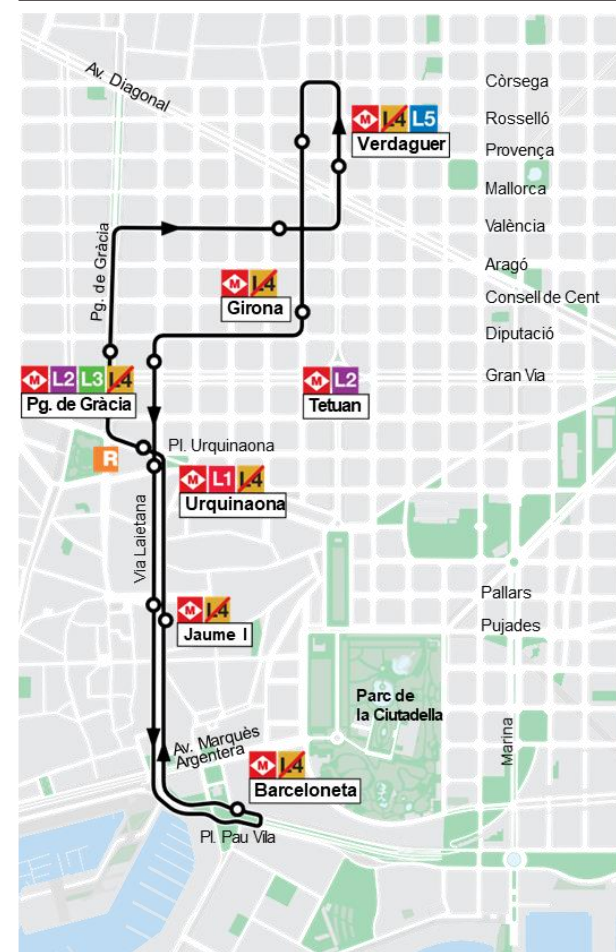 Av. Diagonal
Còrsega
M L4 L5
Verdaguer
Rosselló
Provença
Mallorca
València
Pg. de Gràcia
Aragó
M L4
Girona
Consell de Cent
Diputació
M L2 L3 L4
Pg. de Gràcia
M L2
Tetuan
Gran Via
Pl. Urquinaona
R
M L1 L4
Urquinaona
Via Laietana
M L4
Jaume I
Pallars
Pujades
Parc de
la Ciutadella
Marina
Av. Marquès
Argentera
M L4
Barceloneta
Pl. Pau Vila